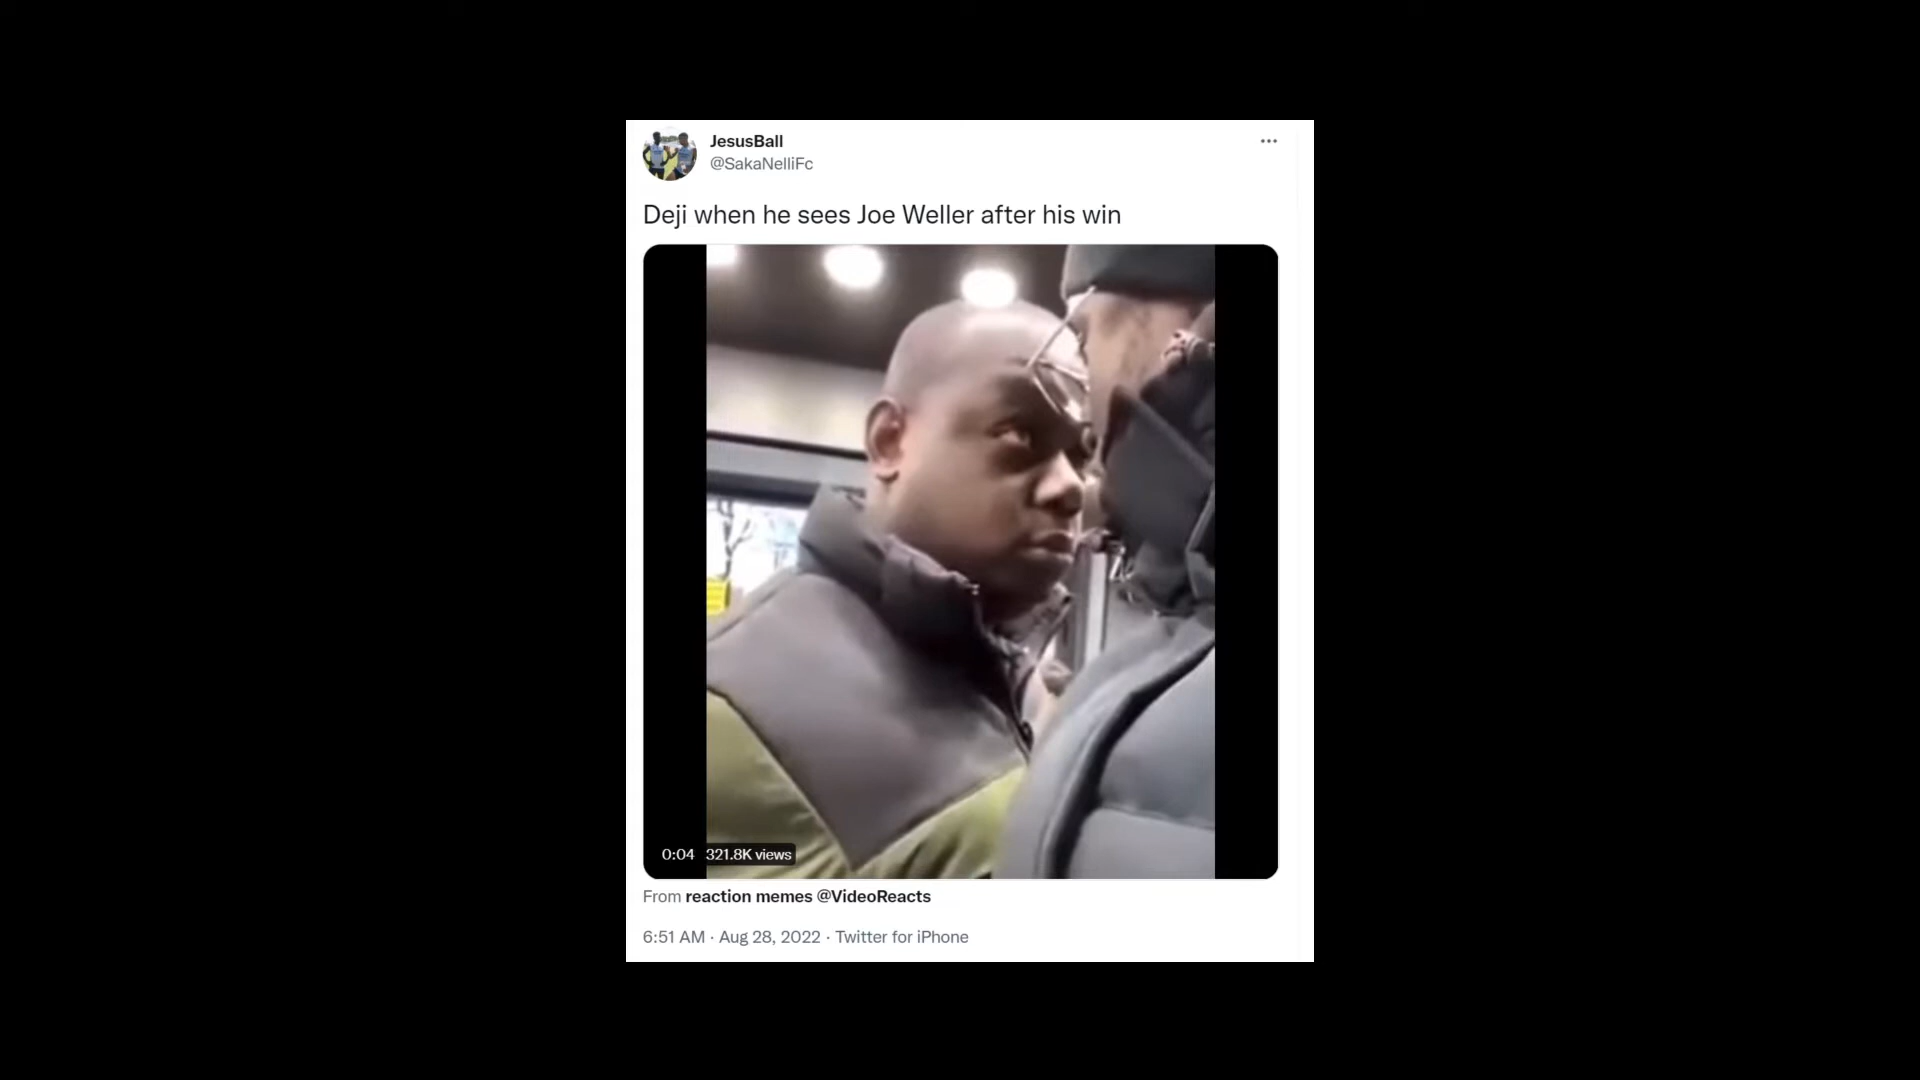 JesusBall
@SakaNelliFc
Deji when he sees Joe Weller after his win
0:04 321.8K views
From reaction memes @VideoReacts
6:51 AM · Aug 28, 2022 · Twitter for iPhone